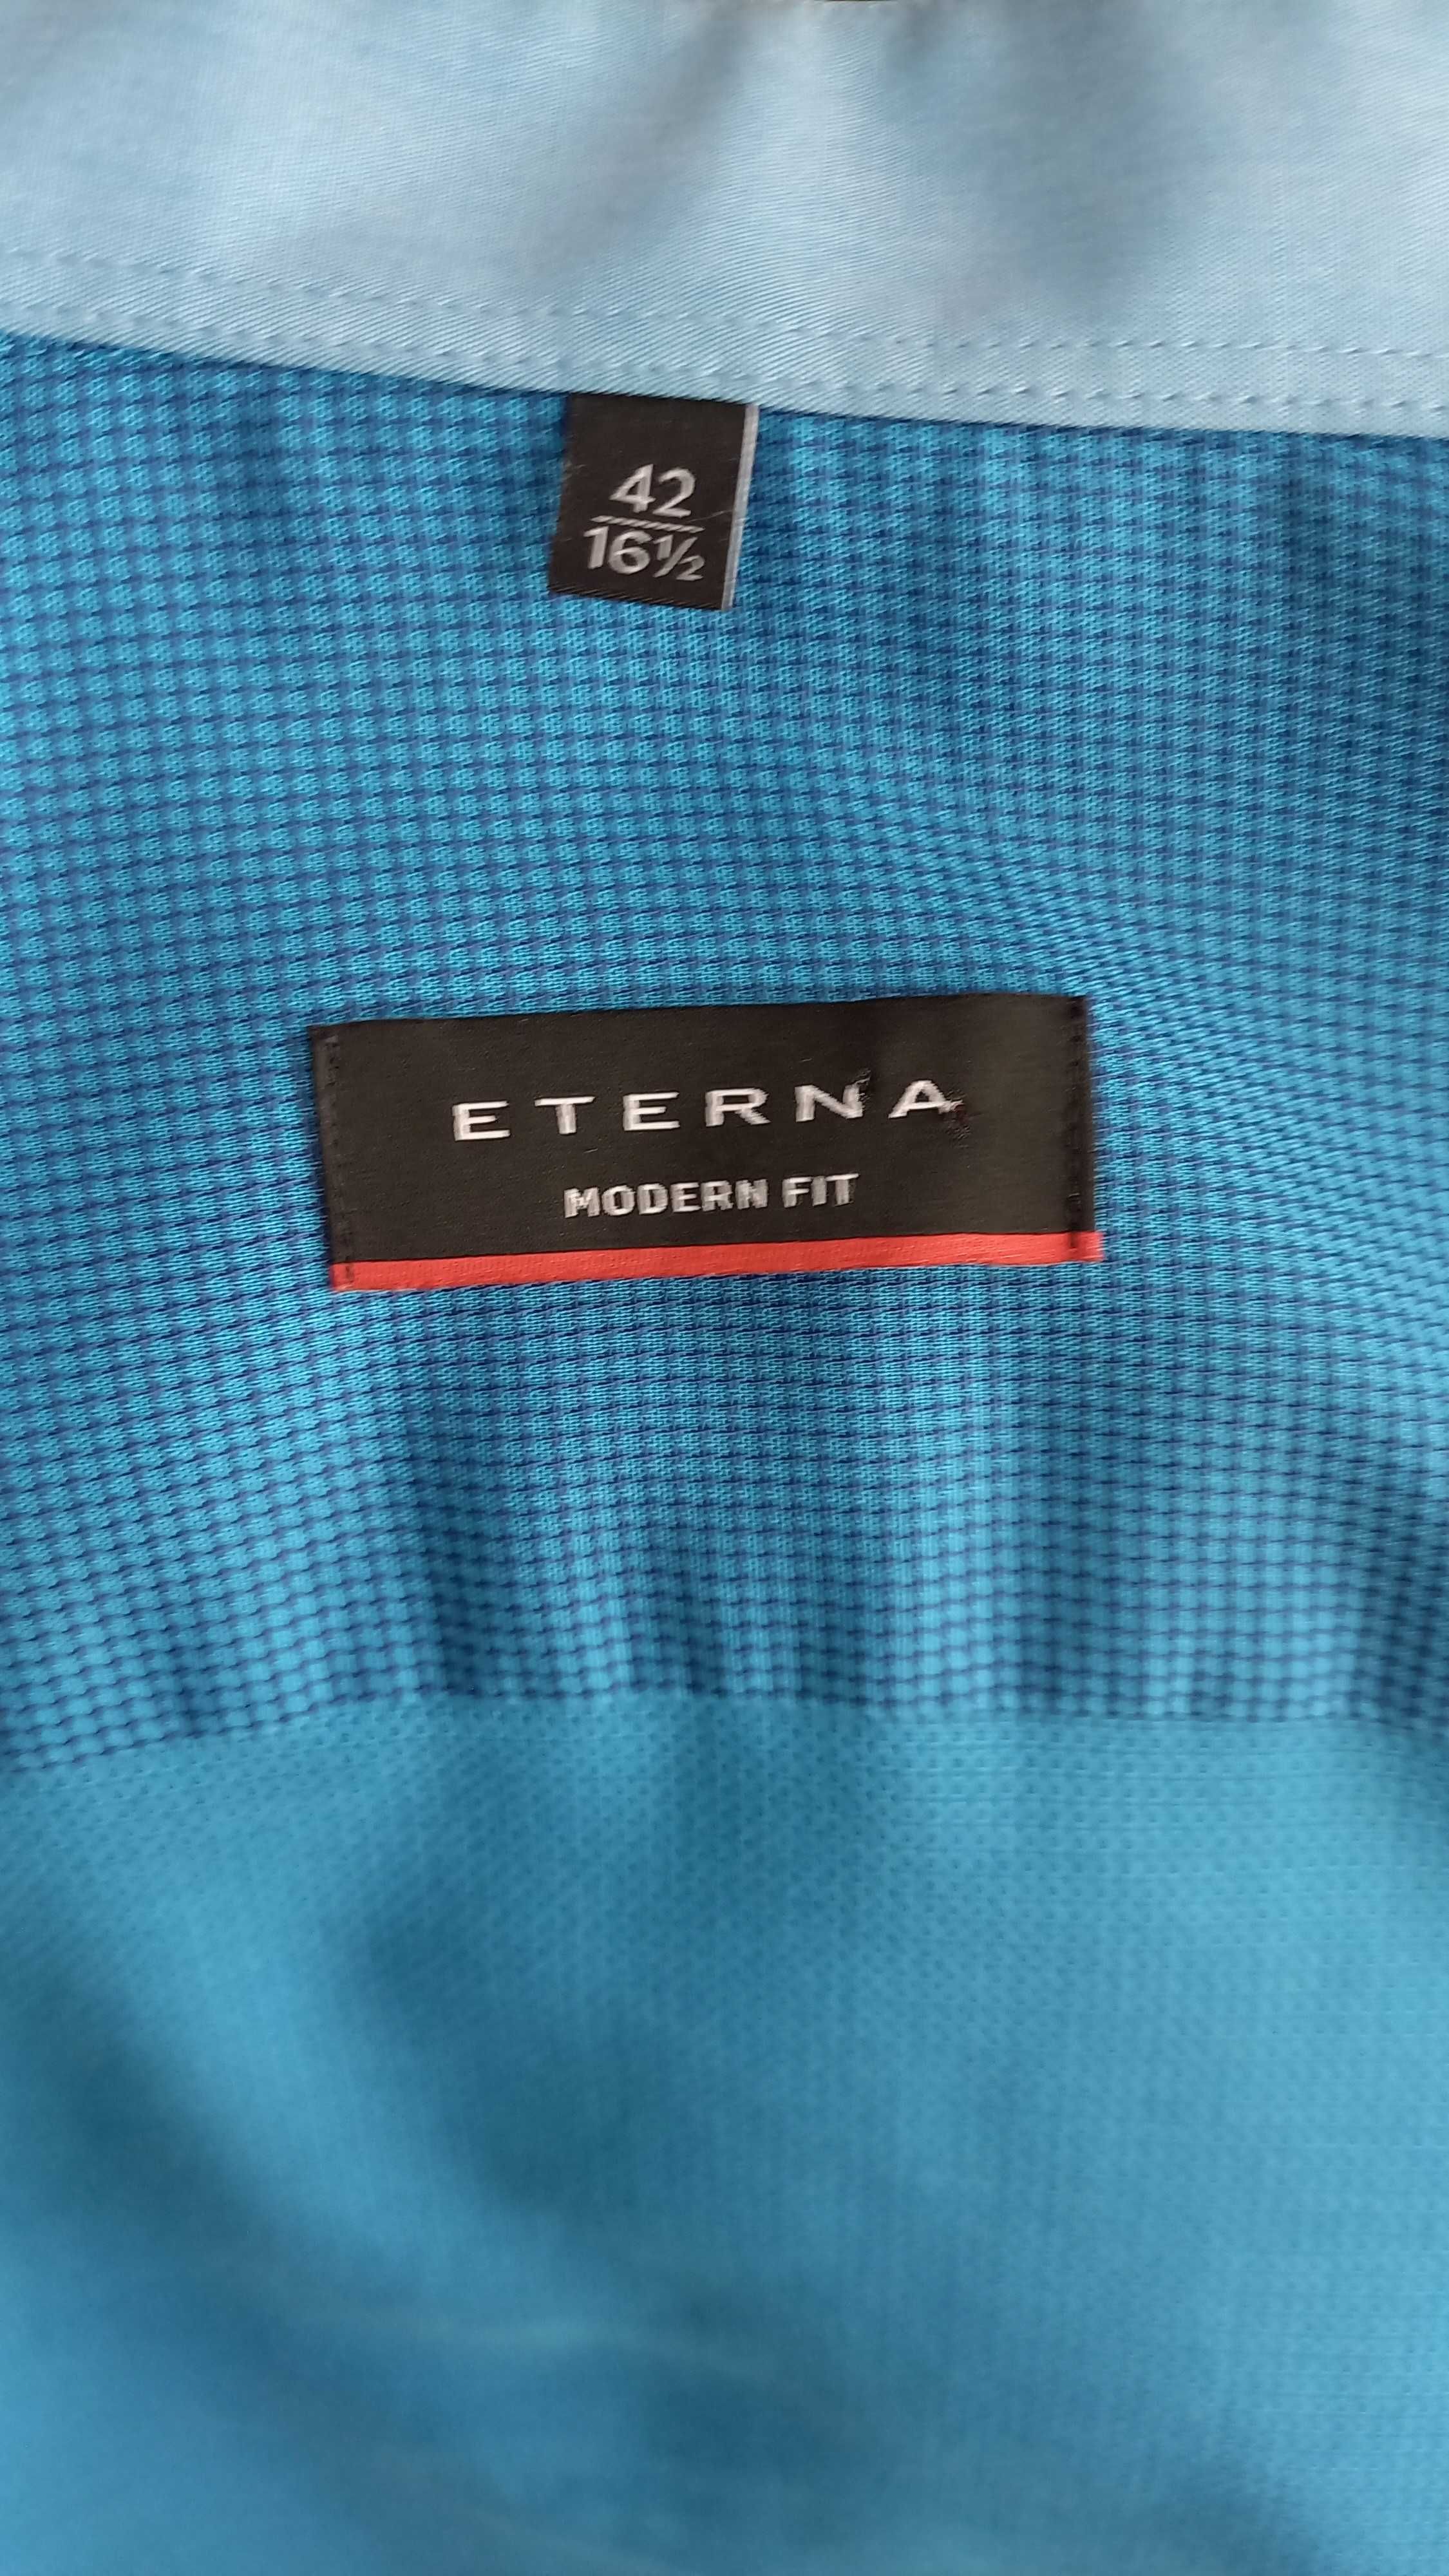 42
16½
ETERNA
MODERN FIT